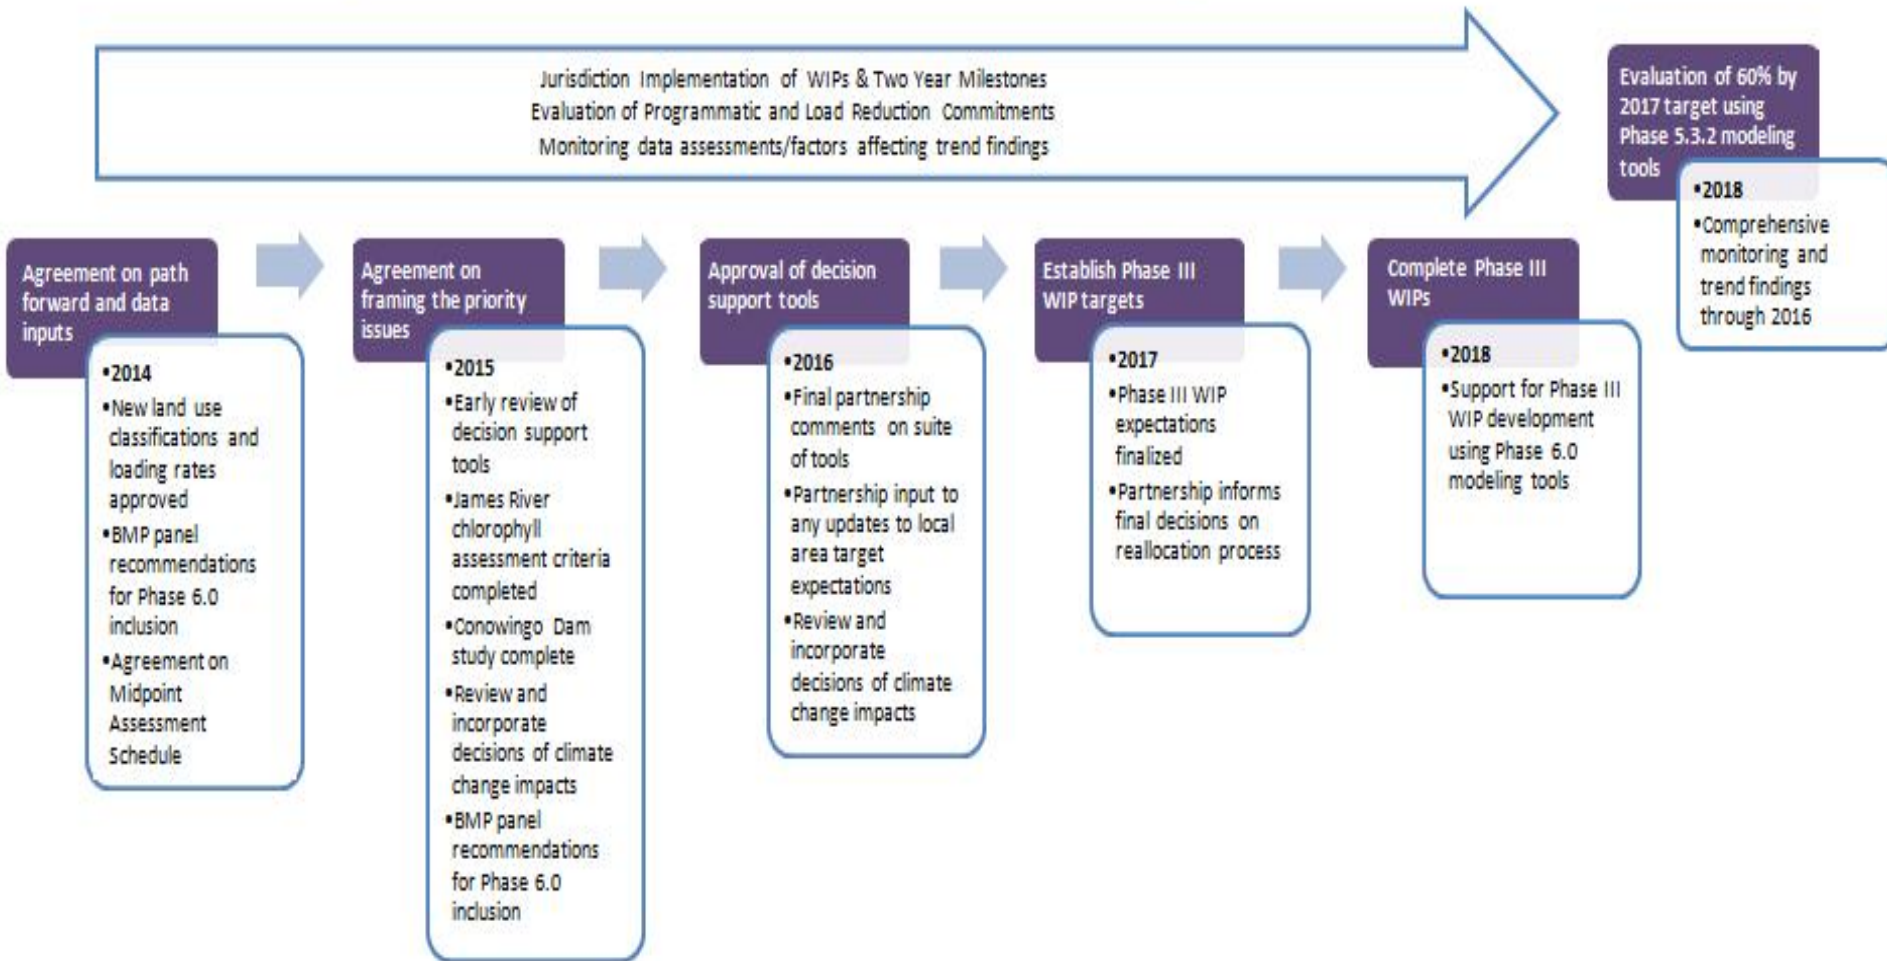 Jurisdiction Implementation of WIPs & Two Year Milestones
Evaluation of Programmatic and Load Reduction Commitments
Monitoring data assessments/factors affecting trend findings
Evaluation of 60% by
2017 target using
Phase 5.3.2 modeling
tools
•2018
•Comprehensive
monitoring and
trend findings
through 2016
Agreement on path
forward and data
inputs
•2014
•New land use
classifications and
loading rates
approved
•BMP panel
recommendations
for Phase 6.0
inclusion
•Agreement on
Midpoint
Assessment
Schedule
Agreement on
framing the priority
issues
•2015
•Early review of
decision support
tools
•James River
chlorophyll
assessment criteria
completed
•Conowingo Dam
study complete
•Review and
incorporate
decisions of climate
change impacts
•BMP panel
recommendations
for Phase 6.0
inclusion
Approval of decision
support tools
•2016
•Final partnership
comments on suite
of tools
•Partnership input to
any updates to local
area target
expectations
•Review and
incorporate
decisions of climate
change impacts
Establish Phase III
WIP targets
•2017
•Phase III WIP
expectations
finalized
•Partnership informs
final decisions on
reallocation process
Complete Phase III
WIPs
•2018
•Support for Phase III
WIP development
using Phase 6.0
modeling tools